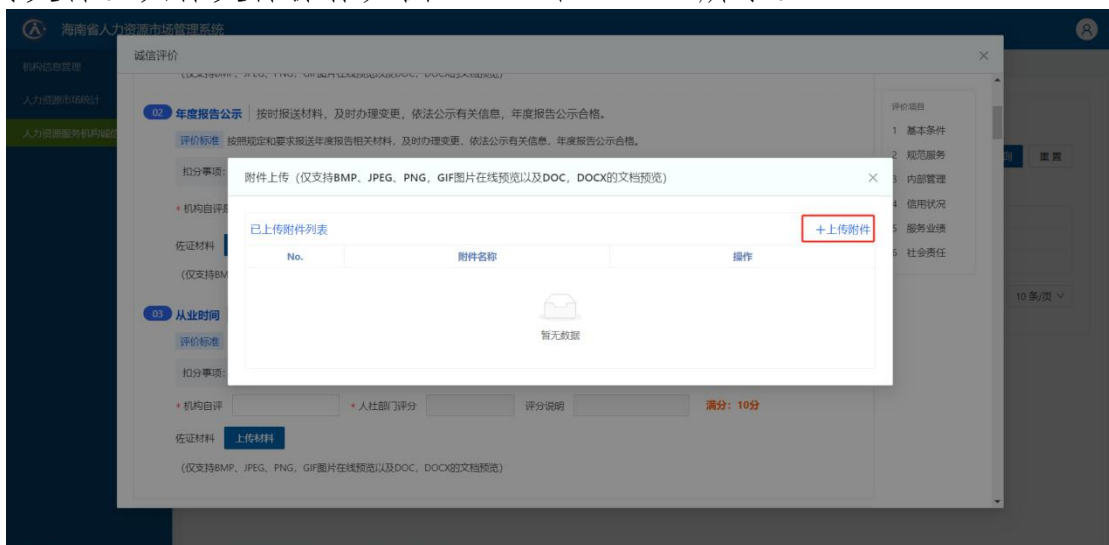 海南省人力资源市场管理系统
诚信评价
机构信息管理
人力资源市场统计
人力资源服务机构诚信
02 年度报告公示 按时报送材料，及时办理变更，依法公示有关信息，年度报告公示合格。
评价标准 按照规定和要求报送年度报告相关材料，及时办理变更，依法公示有关信息，年度报告公示合格。
扣分事项:
* 机构自评
佐证材料
(仅支持BM
评价项目
1 基本条件
2 规范服务
3 内部管理
4 信用状况
5 服务业绩
6 社会责任
重置
10 条/页
附件上传（仅支持BMP、JPEG、PNG，GIF图片在线预览以及DOC，DOCX的文档预览）
已上传附件列表
+上传附件
No. 附件名称 操作
暂无数据
03 从业时间
评价标准
扣分事项:
* 机构自评 * 人社部门评分 评分说明 满分：10分
佐证材料 上传材料
(仅支持BMP、JPEG、PNG，GIF图片在线预览以及DOC、DOCX的文档预览)